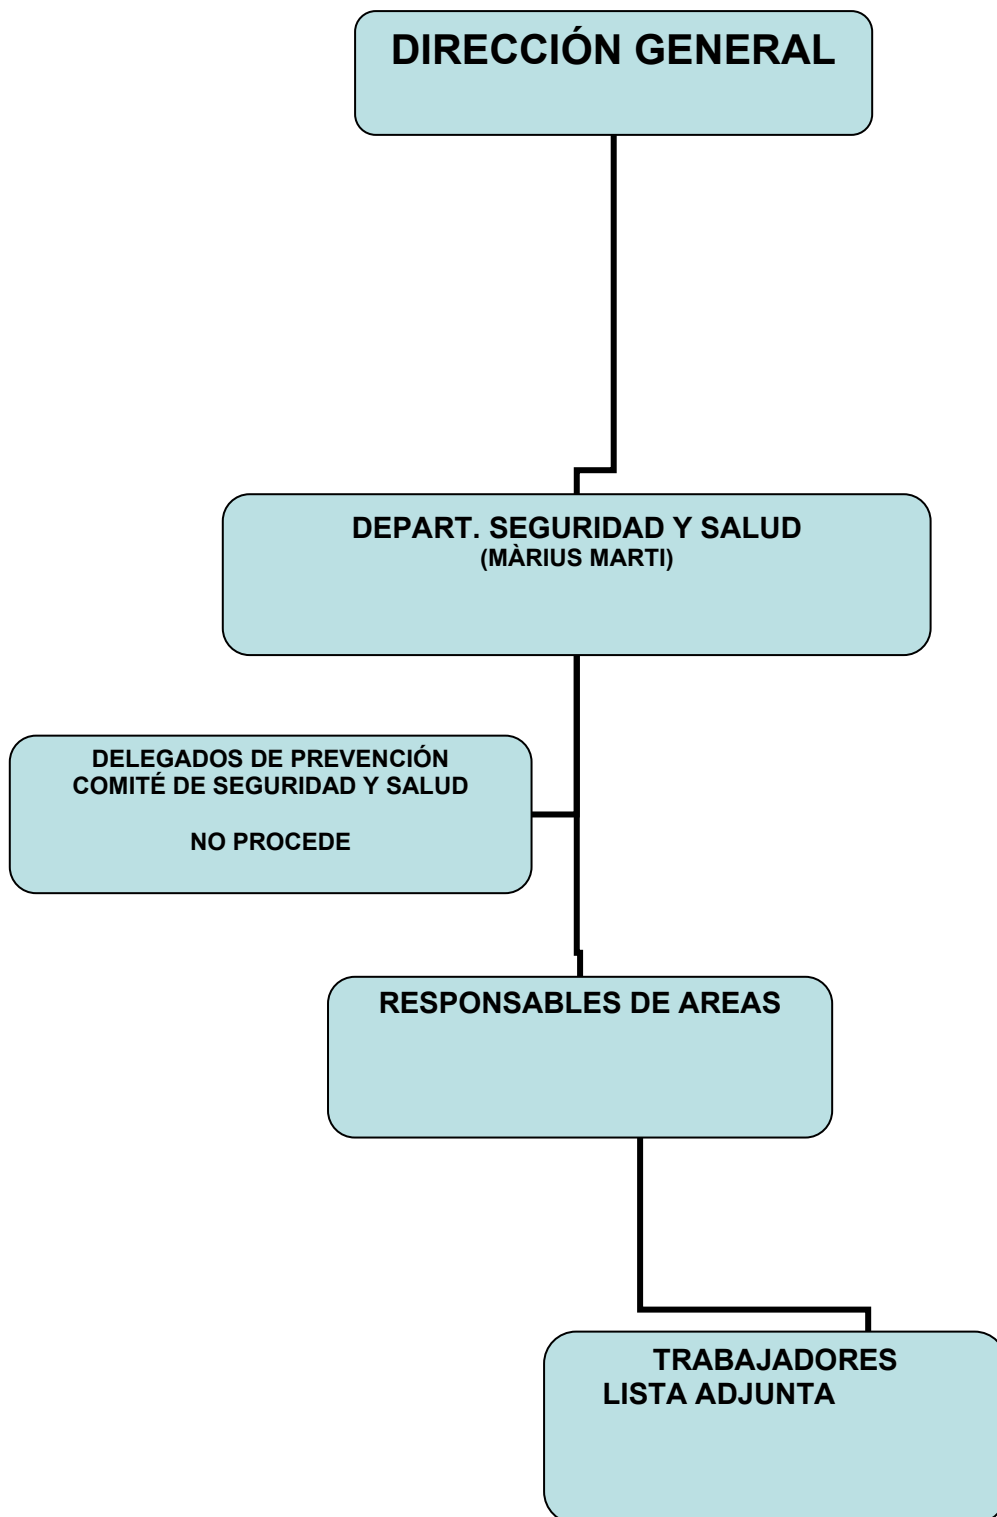 DIRECCIÓN GENERAL
DEPART. SEGURIDAD Y SALUD
(MÀRIUS MARTI)
DELEGADOS DE PREVENCIÓN
COMITÉ DE SEGURIDAD Y SALUD
NO PROCEDE
RESPONSABLES DE AREAS
TRABAJADORES
LISTA ADJUNTA